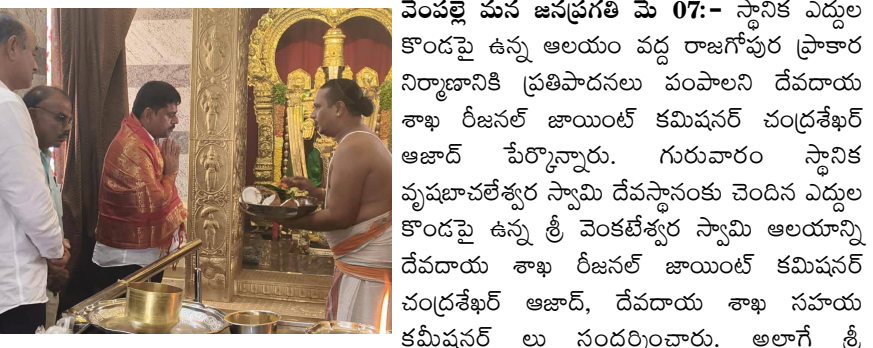 వెంపల్లె మన జనప్రగతి మే 07:- స్థానిక ఎద్దుల
కొండపై ఉన్న ఆలయం వద్ద రాజగోపుర ప్రాకార
నిర్మాణానికి ప్రతిపాదనలు పంపాలని దేవదాయ
శాఖ రీజనల్ జాయింట్ కమిషనర్ చంద్రశేఖర్
ఆజాద్ పేర్కొన్నారు. గురువారం స్థానిక
వృషబాచలేశ్వర స్వామి దేవస్థానంకు చెందిన ఎద్దుల
కొండపై ఉన్న శ్రీ వెంకటేశ్వర స్వామి ఆలయాన్ని
దేవదాయ శాఖ రీజనల్ జాయింట్ కమిషనర్
చంద్రశేఖర్ ఆజాద్, దేవదాయ శాఖ సహయ
కమీషనర్ లు సందర్శించారు. అలాగే శ్రీ